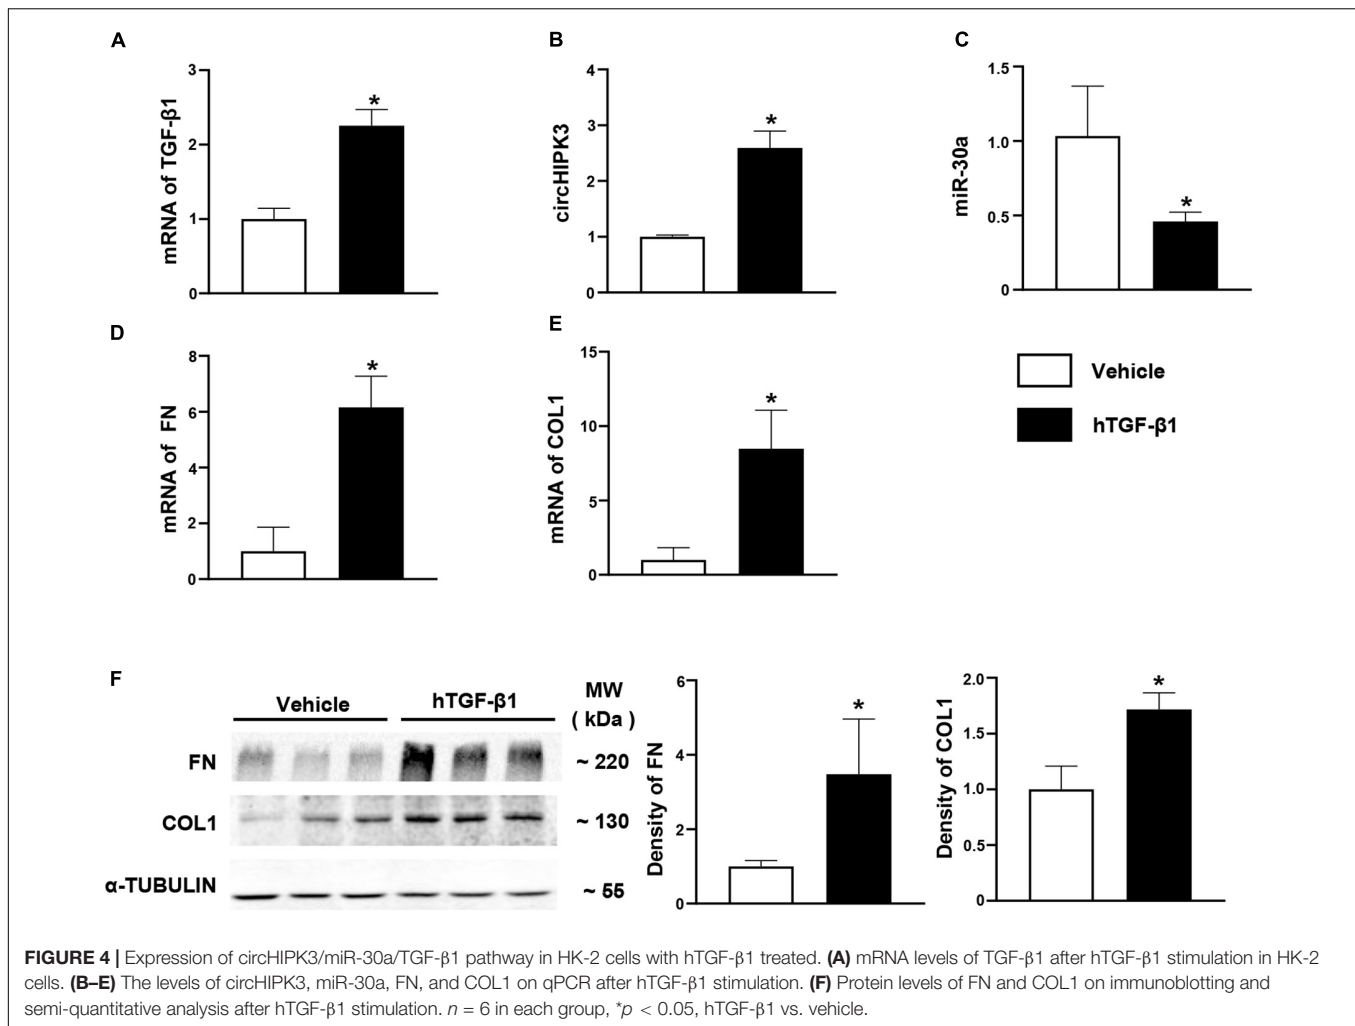 A
mRNA of TGF-β1
3
2
1
0
*
B
circHIPK3
4
3
2
1
0
*
C
miR-30a
1.5
1.0
0.5
0
*
D
mRNA of FN
8
6
4
2
0
*
E
mRNA of COL1
15
10
5
0
*
Vehicle
hTGF-β1
F
Vehicle
hTGF-β1
MW
( kDa )
FN
~ 220
COL1
~ 130
α-TUBULIN
~ 55
Density of FN
6
4
2
0
*
Density of COL1
2.0
1.5
1.0
0.5
0
*
FIGURE 4 | Expression of circHIPK3/miR-30a/TGF-β1 pathway in HK-2 cells with hTGF-β1 treated. (A) mRNA levels of TGF-β1 after hTGF-β1 stimulation in HK-2
cells. (B–E) The levels of circHIPK3, miR-30a, FN, and COL1 on qPCR after hTGF-β1 stimulation. (F) Protein levels of FN and COL1 on immunoblotting and
semi-quantitative analysis after hTGF-β1 stimulation. n = 6 in each group, *p < 0.05, hTGF-β1 vs. vehicle.